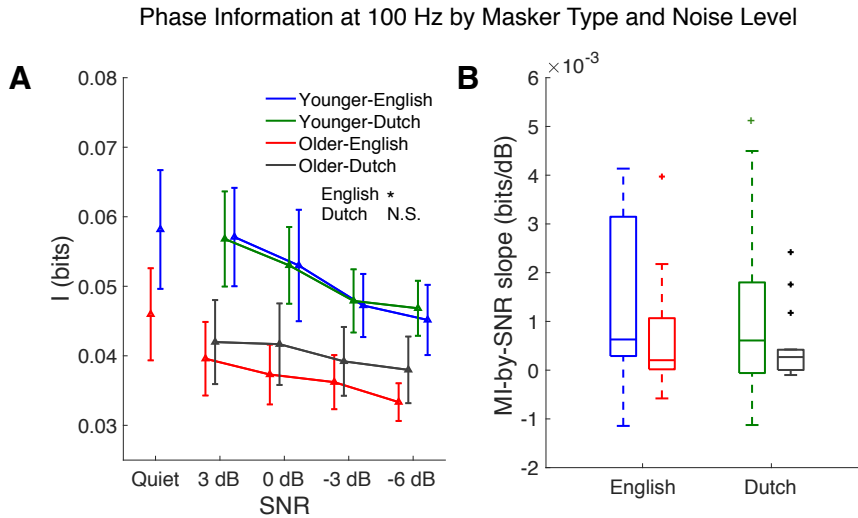 Phase Information at 100 Hz by Masker Type and Noise Level
A
0.08
0.07
0.06
0.05
0.04
0.03
I (bits)
Younger-English
Younger-Dutch
Older-English
Older-Dutch
English *
Dutch N.S.
Quiet 3 dB 0 dB -3 dB -6 dB
SNR
B
×10⁻³
6
5
4
3
2
1
0
-1
-2
MI-by-SNR slope (bits/dB)
English Dutch